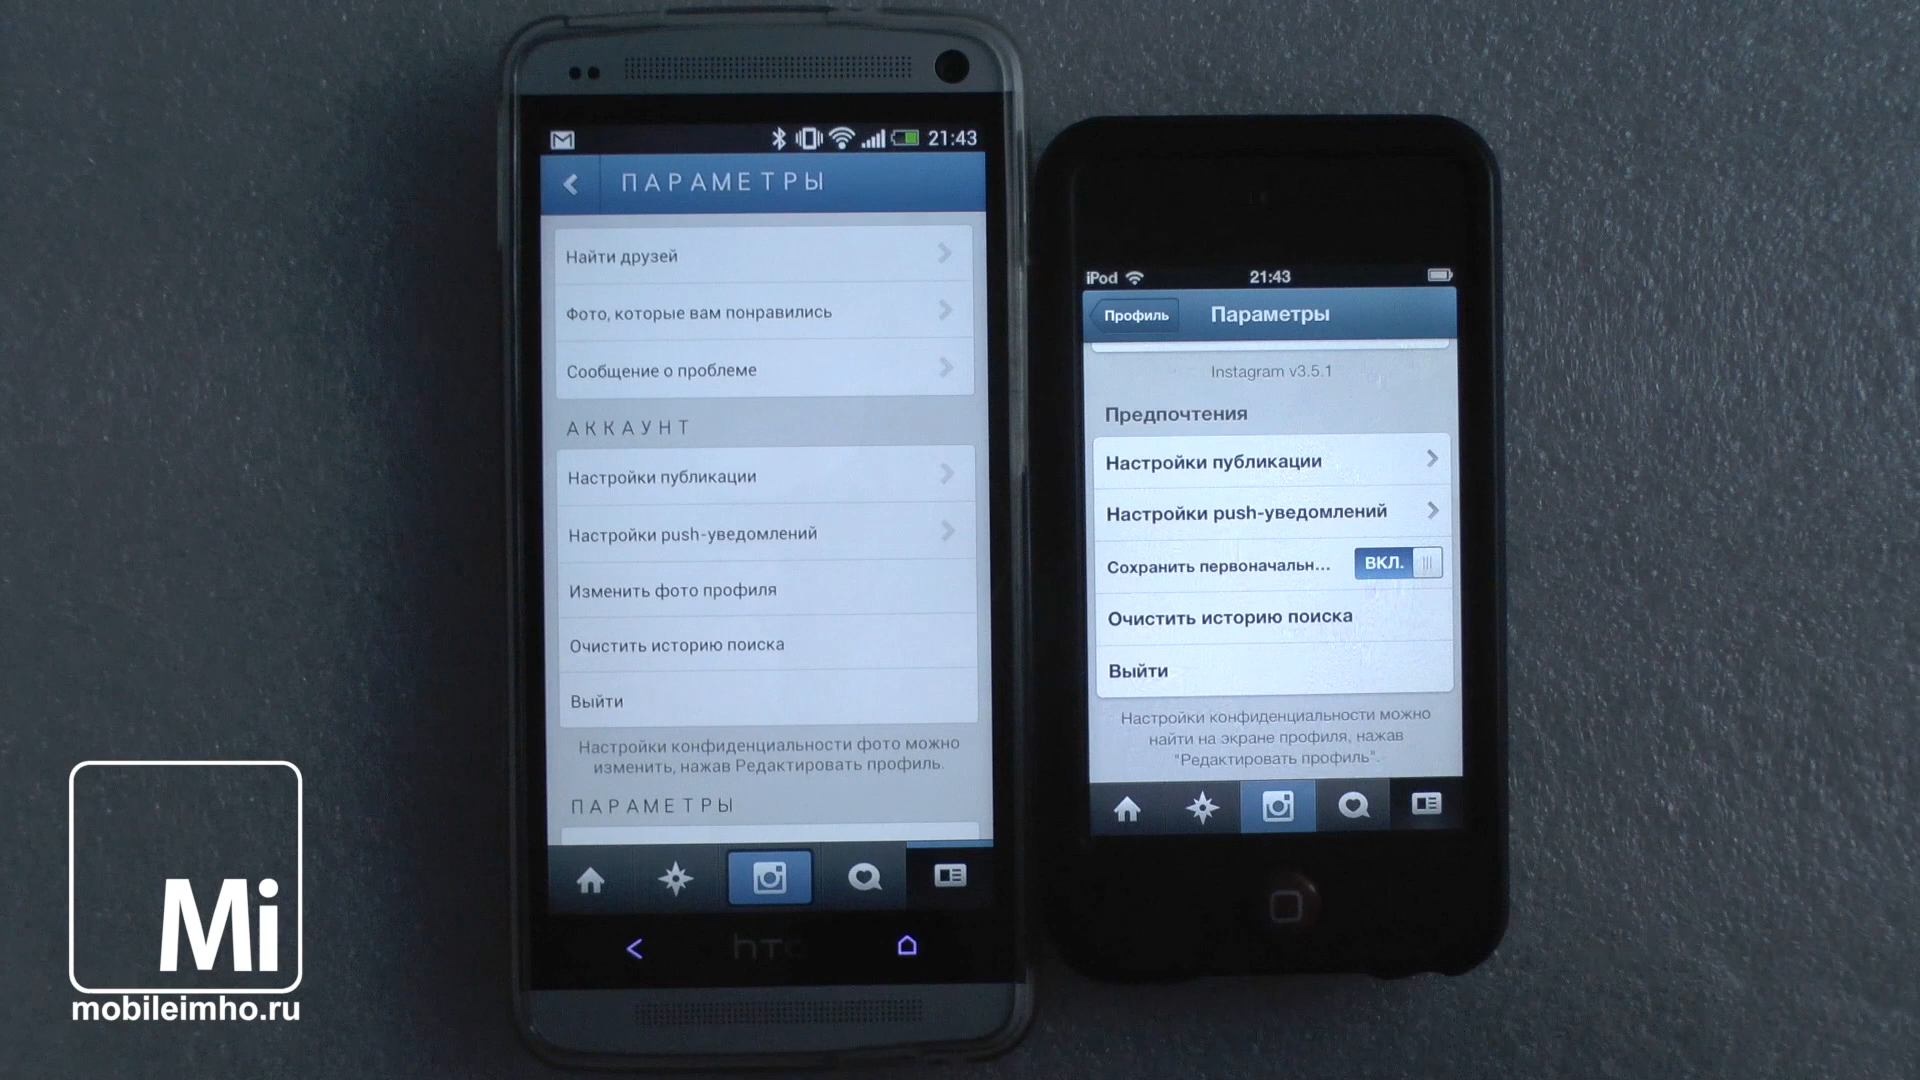 21:43
ПАРАМЕТРЫ
Найти друзей
Фото, которые вам понравились
Сообщение о проблеме
АККАУНТ
Настройки публикации
Настройки push-уведомлений
Изменить фото профиля
Очистить историю поиска
Выйти
Настройки конфиденциальности фото можно
изменить, нажав Редактировать профиль.
ПАРАМЕТРЫ
hTC
iPod 21:43
Профиль Параметры
Instagram v3.5.1
Предпочтения
Настройки публикации
Настройки push-уведомлений
Сохранить первоначальн... ВКЛ.
Очистить историю поиска
Выйти
Настройки конфиденциальности можно
найти на экране профиля, нажав
"Редактировать профиль".
Mi
mobileimho.ru